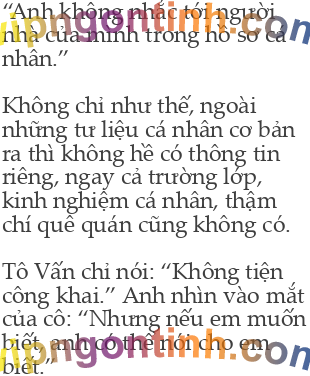 “Anh không nhắc tới người
nhà của mình trong hồ sơ cá
nhân.”
Không chỉ như thế, ngoài
những tư liệu cá nhân cơ bản
ra thì không hề có thông tin
riêng, ngay cả trường lớp,
kinh nghiệm cá nhân, thậm
chí quê quán cũng không có.
Tô Vấn chỉ nói: “Không tiện
công khai.” Anh nhìn vào mắt
của cô: “Nhưng nếu em muốn
biết, anh có thể nói cho em
biết.”
vipngontinh.com
vipngontinh.com